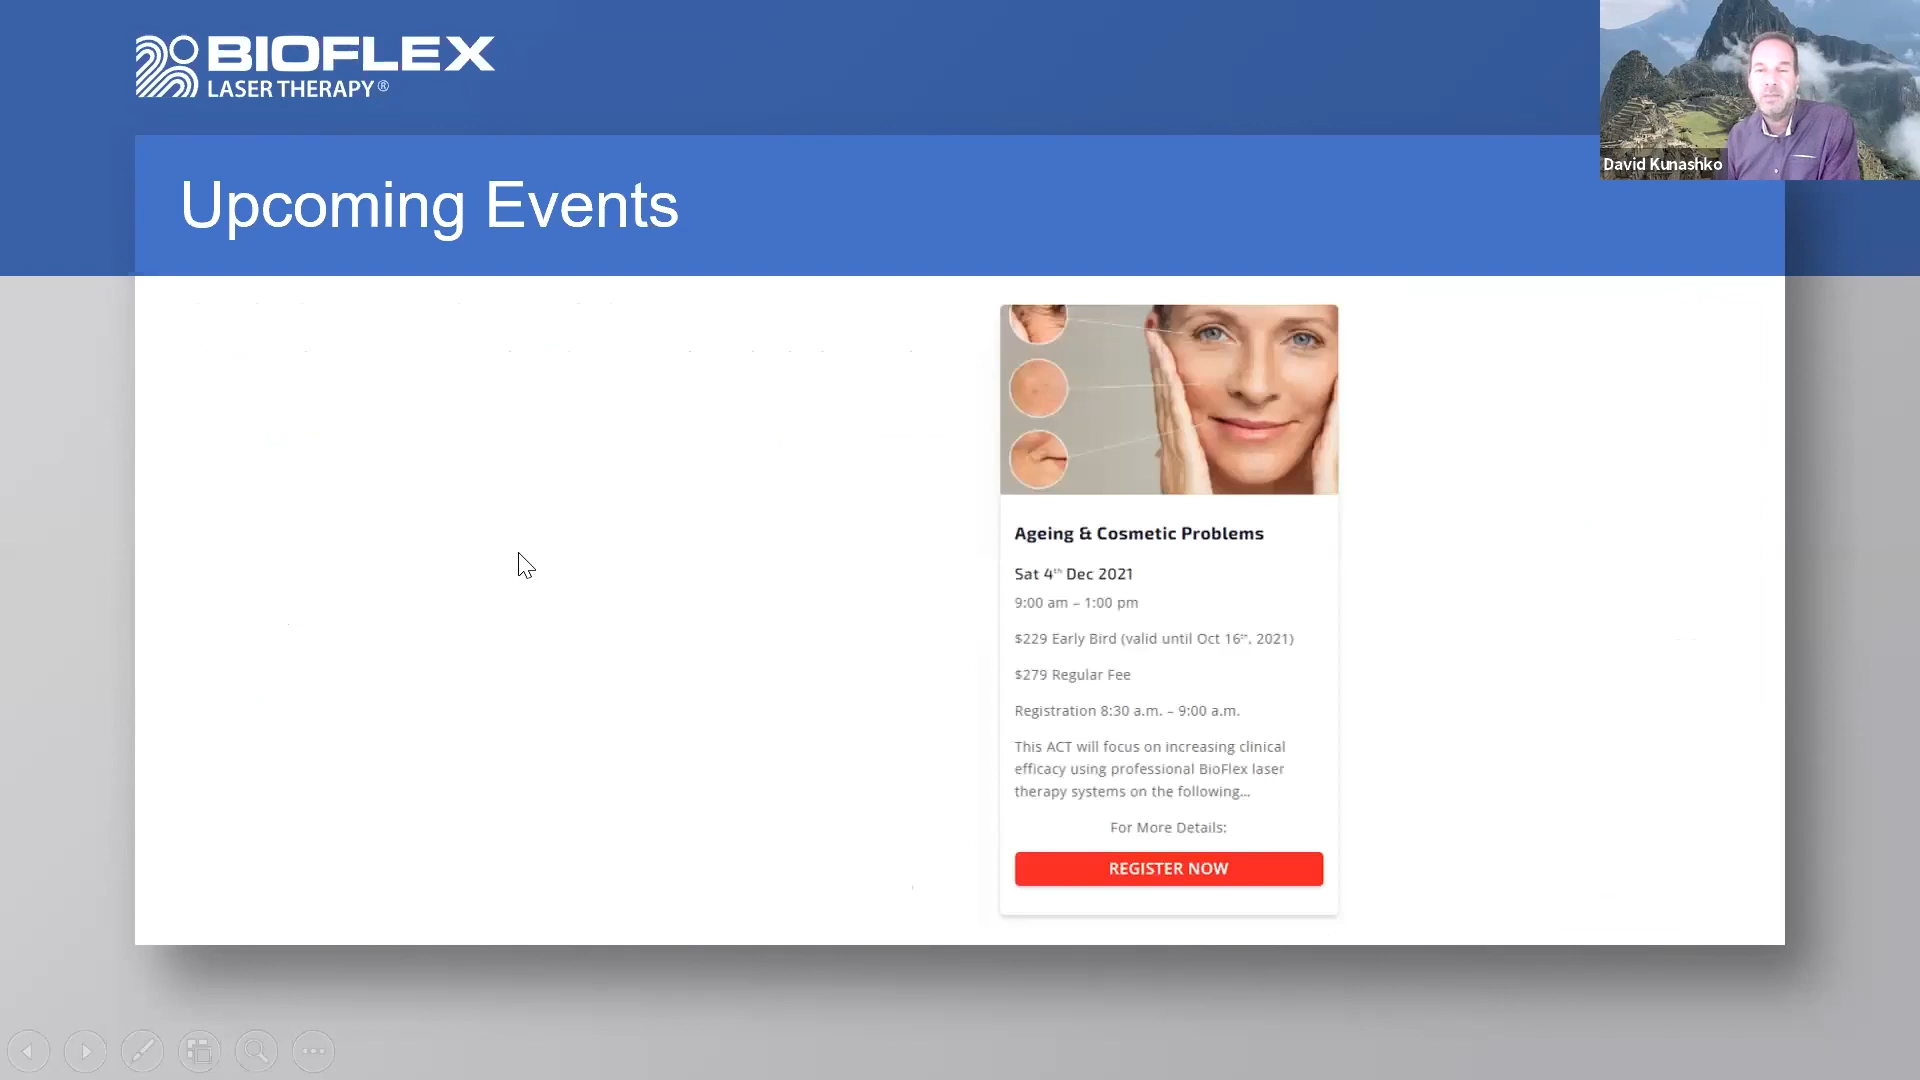 BIOFLEX
LASER THERAPY®
David Kunashko
Upcoming Events
Ageing & Cosmetic Problems
Sat 4th Dec 2021
9:00 am – 1:00 pm
$229 Early Bird (valid until Oct 16th, 2021)
$279 Regular Fee
Registration 8:30 a.m. – 9:00 a.m.
This ACT will focus on increasing clinical
efficacy using professional BioFlex laser
therapy systems on the following...
For More Details:
REGISTER NOW